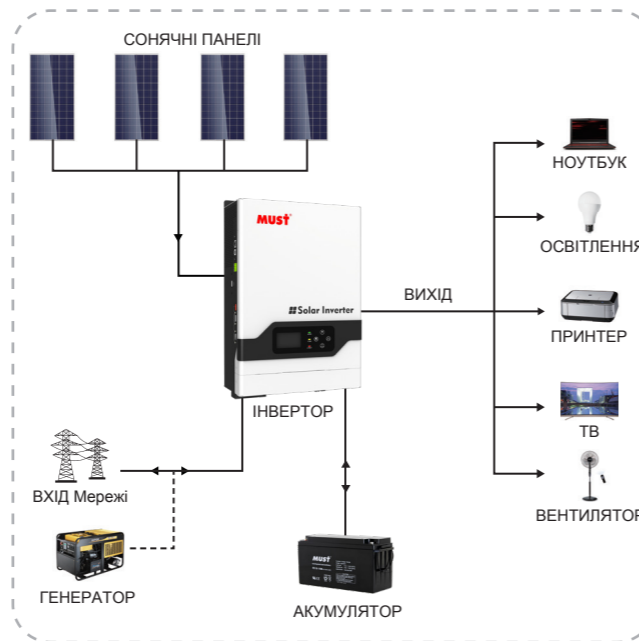 СОНЯЧНІ ПАНЕЛІ
НОУТБУК
MUST
ОСВІТЛЕННЯ
ВИХІД
Solar Inverter
ПРИНТЕР
ІНВЕРТОР
ТВ
ВХІД Мережі
ВЕНТИЛЯТОР
MUST
ГЕНЕРАТОР
АКУМУЛЯТОР